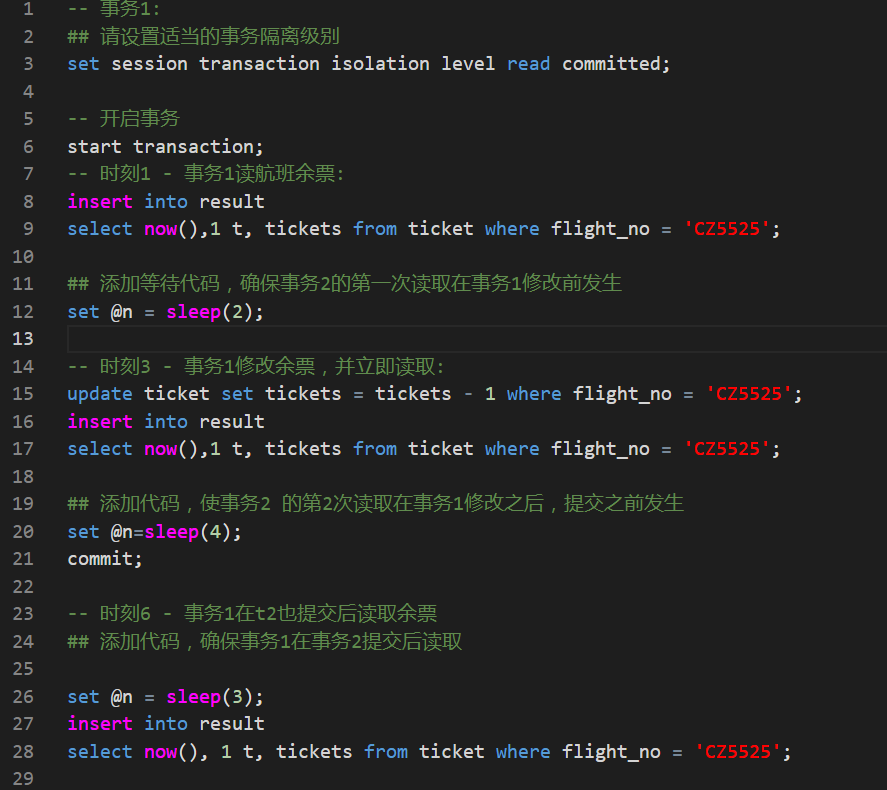 1 -- 事务1:
2 ## 请设置适当的事务隔离级别
3 set session transaction isolation level read committed;
4
5 -- 开启事务
6 start transaction;
7 -- 时刻1 - 事务1读航班余票:
8 insert into result
9 select now(),1 t, tickets from ticket where flight_no = 'CZ5525';
10
11 ## 添加等待代码，确保事务2的第一次读取在事务1修改前发生
12 set @n = sleep(2);
13
14 -- 时刻3 - 事务1修改余票，并立即读取:
15 update ticket set tickets = tickets - 1 where flight_no = 'CZ5525';
16 insert into result
17 select now(),1 t, tickets from ticket where flight_no = 'CZ5525';
18
19 ## 添加代码，使事务2 的第2次读取在事务1修改之后，提交之前发生
20 set @n=sleep(4);
21 commit;
22
23 -- 时刻6 - 事务1在t2也提交后读取余票
24 ## 添加代码，确保事务1在事务2提交后读取
25
26 set @n = sleep(3);
27 insert into result
28 select now(), 1 t, tickets from ticket where flight_no = 'CZ5525';
29